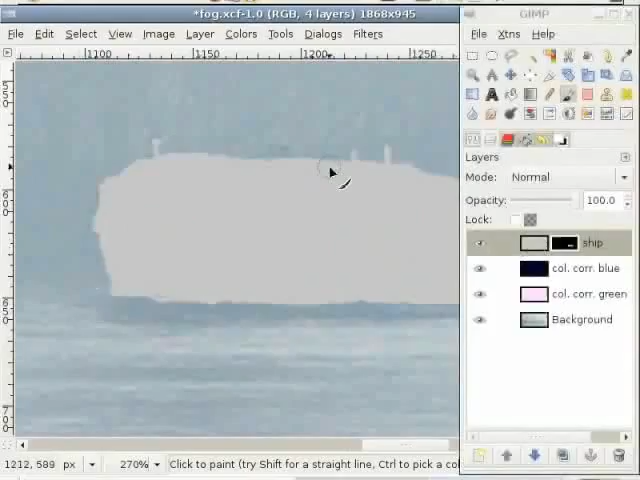 *fog.xcf-1.0 (RGB, 4 layers) 1868x945
GIMP
File Edit Select View Image Layer Colors Tools Dialogs Filters
File Xtns Help
1100 1150 1200 1250
Layers
Mode: Normal
Opacity: 100.0
Lock:
ship
col. corr. blue
col. corr. green
Background
1212, 589 px 270% Click to paint (try Shift for a straight line, Ctrl to pick a col